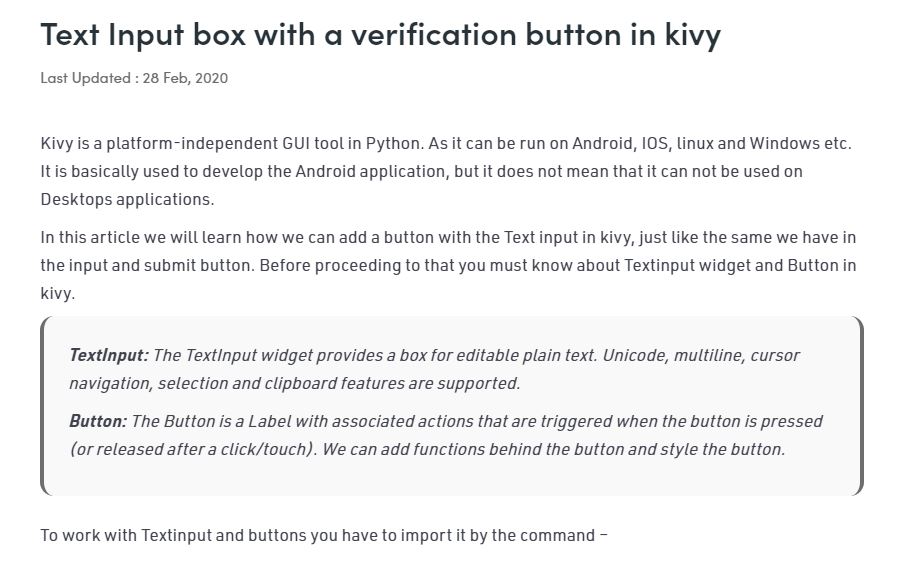 Text Input box with a verification button in kivy
Last Updated : 28 Feb, 2020
Kivy is a platform-independent GUI tool in Python. As it can be run on Android, IOS, linux and Windows etc.
It is basically used to develop the Android application, but it does not mean that it can not be used on
Desktops applications.
In this article we will learn how we can add a button with the Text input in kivy, just like the same we have in
the input and submit button. Before proceeding to that you must know about Textinput widget and Button in
kivy.
TextInput: The TextInput widget provides a box for editable plain text. Unicode, multiline, cursor
navigation, selection and clipboard features are supported.
Button: The Button is a Label with associated actions that are triggered when the button is pressed
(or released after a click/touch). We can add functions behind the button and style the button.
To work with Textinput and buttons you have to import it by the command –